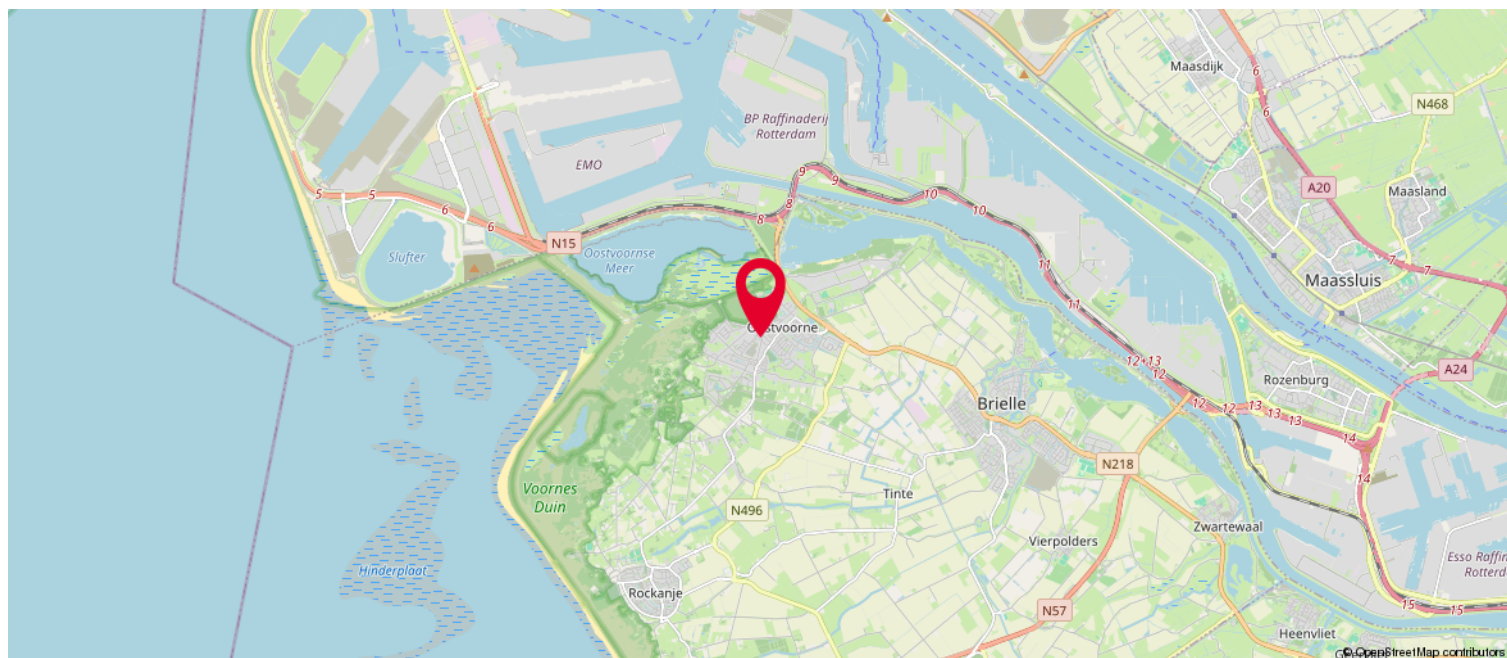 Maasdijk
6
6
N468
BP Raffinaderij
Rotterdam
EMO
9
9
10
10
A20
Maasland
5
5
6
6
8
8
N15
Slufter
Oostvoornse
Meer
11
11
7
7
Maassluis
Oostvoorne
12+13
12
A24
Rozenburg
Brielle
12
12
13
13
13
14
14
N218
Voornes
Duin
Tinte
N496
Zwartewaal
Vierpolders
Hinderplaat
Rockanje
N57
15
15
Heenvliet
© OpenStreetMap contributors